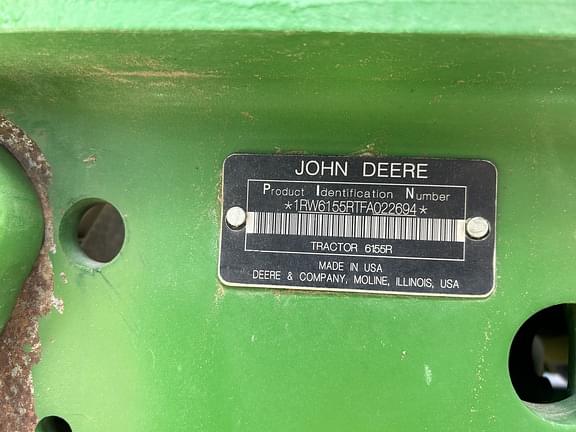 JOHN DEERE
Product Identification Number
*1RW6155RTFA022694*
TRACTOR 6155R
MADE IN USA
DEERE & COMPANY, MOLINE, ILLINOIS, USA